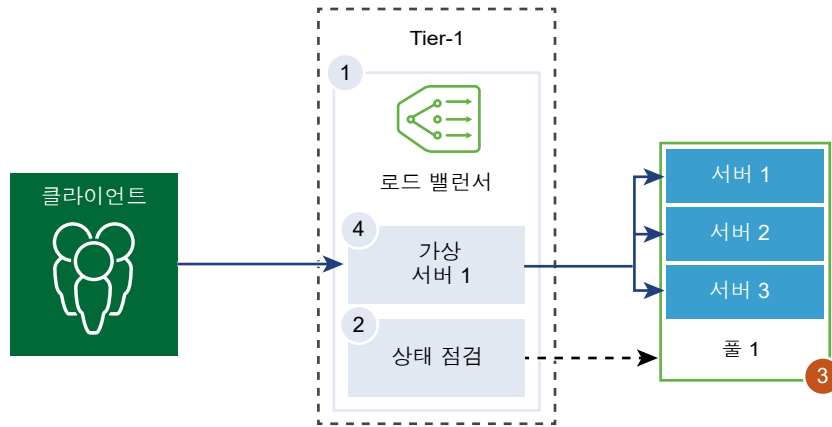 Tier-1
1
로드 밸런서
클라이언트
4
가상
서버 1
2
상태 점검
서버 1
서버 2
서버 3
풀 1
3